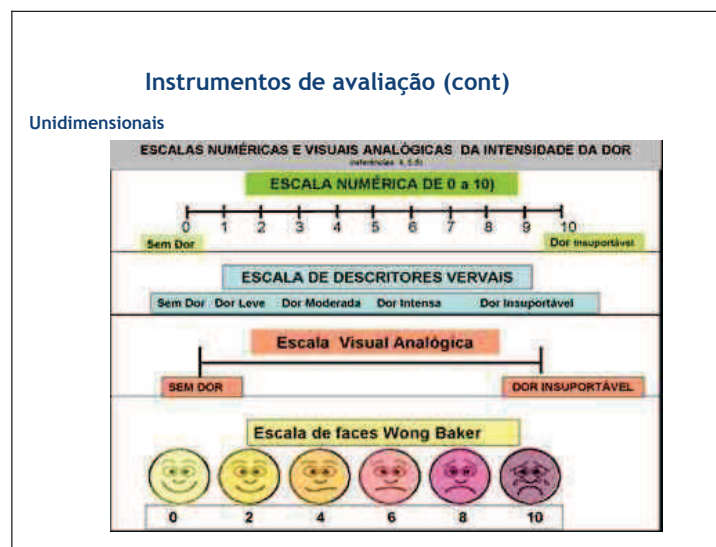 Instrumentos de avaliação (cont)
Unidimensionais
ESCALAS NUMÉRICAS E VISUAIS ANALÓGICAS DA INTENSIDADE DA DOR
ESCALA NUMÉRICA DE 0 a 10)
0 1 2 3 4 5 6 7 8 9 10
Sem Dor Dor Insuportável
ESCALA DE DESCRITORES VERVAIS
Sem Dor Dor Leve Dor Moderada Dor Intensa Dor Insuportável
Escala Visual Analógica
SEM DOR DOR INSUPORTÁVEL
Escala de faces Wong Baker
0 2 4 6 8 10